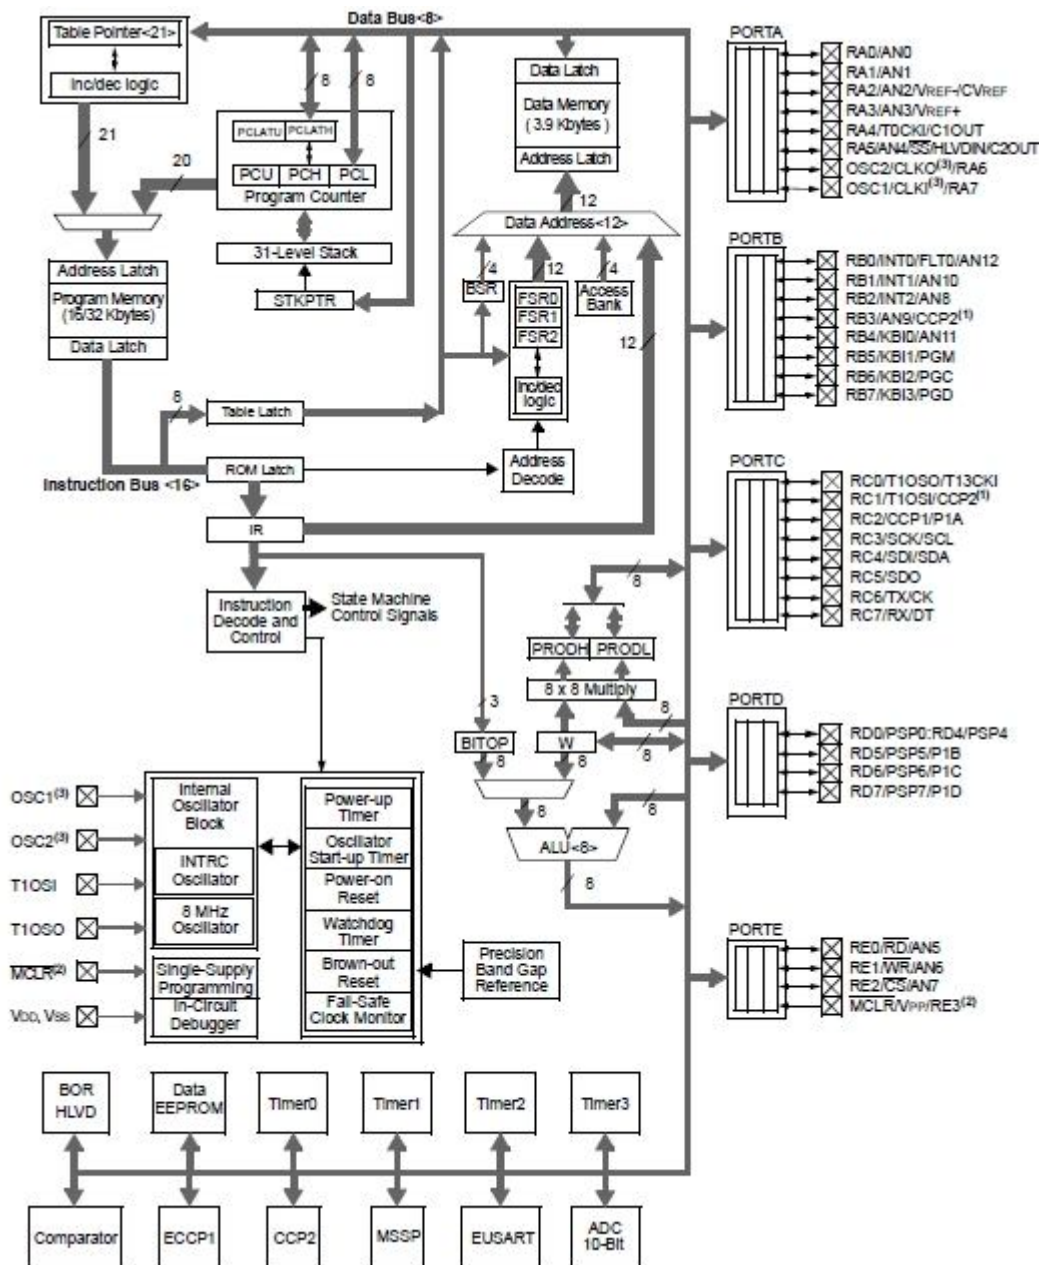 Data Bus<8>
Table Pointer<21>
Inc/dec logic
21
20
8
8
PCLATU PCLATH
PCU PCH PCL
Program Counter
31-Level Stack
STKPTR
Address Latch
Program Memory
(16/32 Kbytes)
Data Latch
8
Table Latch
ROM Latch
Instruction Bus <16>
IR
Instruction
Decode and
Control
State Machine
Control Signals
Data Latch
Data Memory
( 3.9 Kbytes )
Address Latch
12
Data Address<12>
4
12
4
BSR
FSR0
FSR1
FSR2
Access
Bank
12
inc/dec
logic
Address
Decode
8
PRODH PRODL
8 x 8 Multiply
3
8
BITOP
W
8
8
8
8
8
ALU<8>
8
OSC1(3)
OSC2(3)
T1OSI
T1OSO
MCLR(2)
VDD, VSS
Internal
Oscillator
Block
INTRC
Oscillator
8 MHz
Oscillator
Single-Supply
Programming
In-Circuit
Debugger
Power-up
Timer
Oscillator
Start-up Timer
Power-on
Reset
Watchdog
Timer
Brown-out
Reset
Fail-Safe
Clock Monitor
Precision
Band Gap
Reference
PORTA
RA0/AN0
RA1/AN1
RA2/AN2/VREF-/CVREF
RA3/AN3/VREF+
RA4/T0CKI/C1OUT
RA5/AN4/SS/HLVDIN/C2OUT
OSC2/CLKO(3)/RA6
OSC1/CLKI(3)/RA7
PORTB
RB0/INT0/FLT0/AN12
RB1/INT1/AN10
RB2/INT2/AN8
RB3/AN9/CCP2(1)
RB4/KBI0/AN11
RB5/KBI1/PGM
RB6/KBI2/PGC
RB7/KBI3/PGD
PORTC
RC0/T1OSO/T13CKI
RC1/T1OSI/CCP2(1)
RC2/CCP1/P1A
RC3/SCK/SCL
RC4/SDI/SDA
RC5/SDO
RC6/TX/CK
RC7/RX/DT
PORTD
RD0/PSP0:RD4/PSP4
RD5/PSP5/P1B
RD6/PSP6/P1C
RD7/PSP7/P1D
PORTE
RE0/RD/AN5
RE1/WR/AN6
RE2/CS/AN7
MCLR/VPP/RE3(2)
BOR
HLVD
Data
EEPROM
Timer0
Timer1
Timer2
Timer3
Comparator
ECCP1
CCP2
MSSP
EUSART
ADC
10-Bit